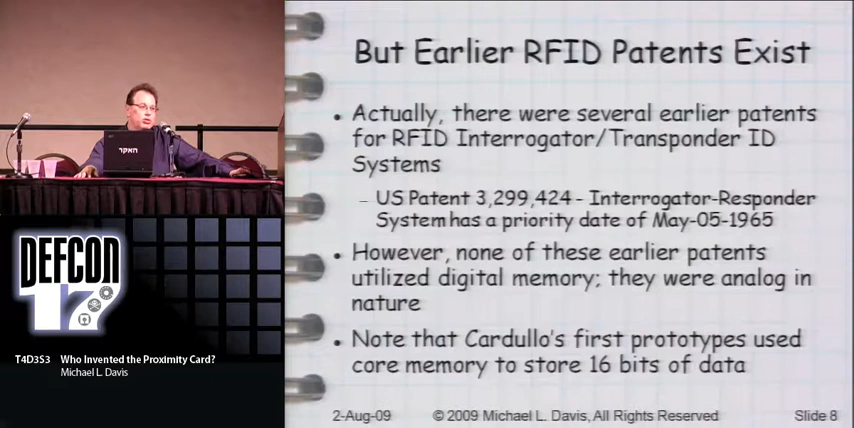 האקר
DEFCON
17
T4D3S3 Who Invented the Proximity Card?
Michael L. Davis
But Earlier RFID Patents Exist
• Actually, there were several earlier patents
for RFID Interrogator/Transponder ID
Systems
– US Patent 3,299,424 - Interrogator-Responder
System has a priority date of May-05-1965
• However, none of these earlier patents
utilized digital memory; they were analog in
nature
• Note that Cardullo's first prototypes used
core memory to store 16 bits of data
2-Aug-09 © 2009 Michael L. Davis, All Rights Reserved Slide 8